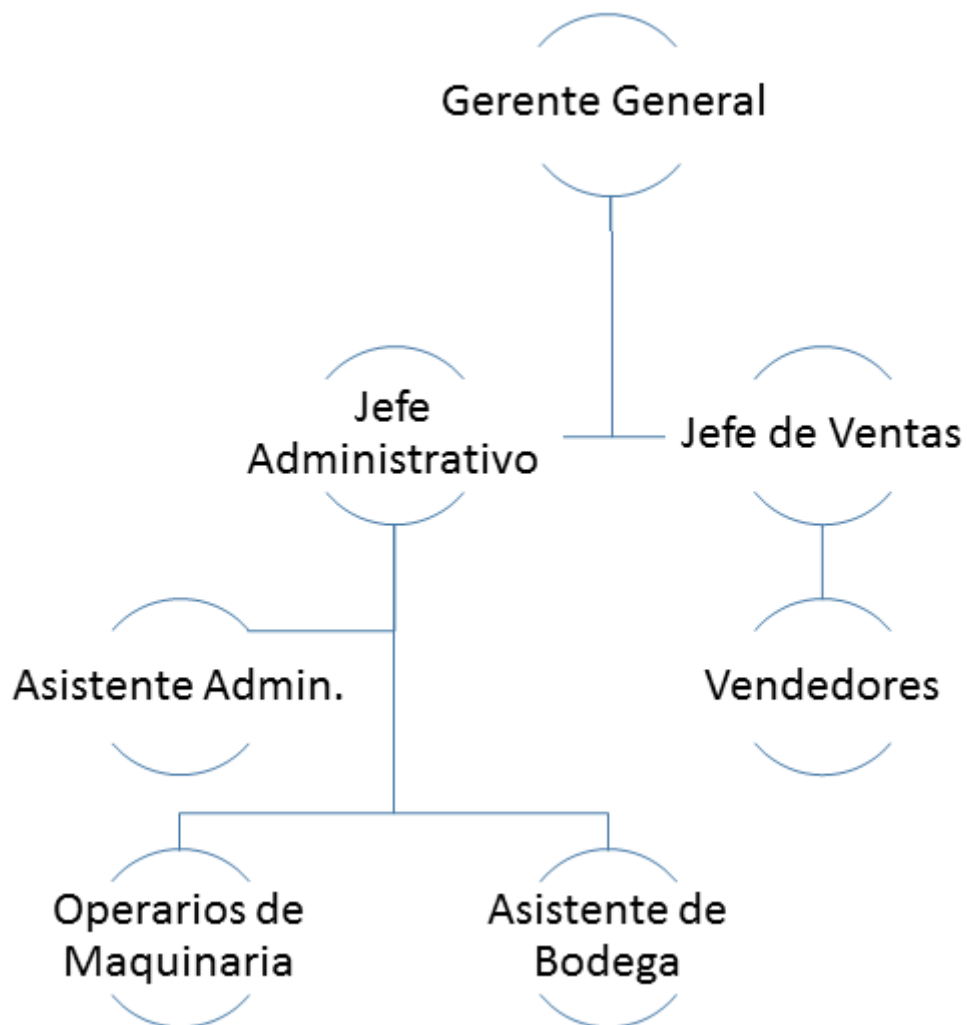 Gerente General
Jefe
Administrativo
Jefe de Ventas
Asistente Admin.
Vendedores
Operarios de
Maquinaria
Asistente de
Bodega